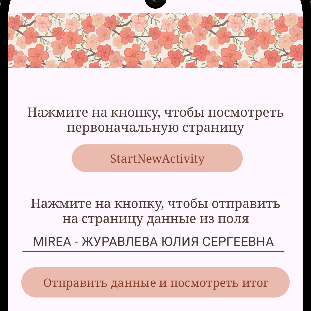 Нажмите на кнопку, чтобы посмотреть
первоначальную страницу
StartNewActivity
Нажмите на кнопку, чтобы отправить
на страницу данные из поля
MIREA - ЖУРАВЛЕВА ЮЛИЯ СЕРГЕЕВНА
Отправить данные и посмотреть итог